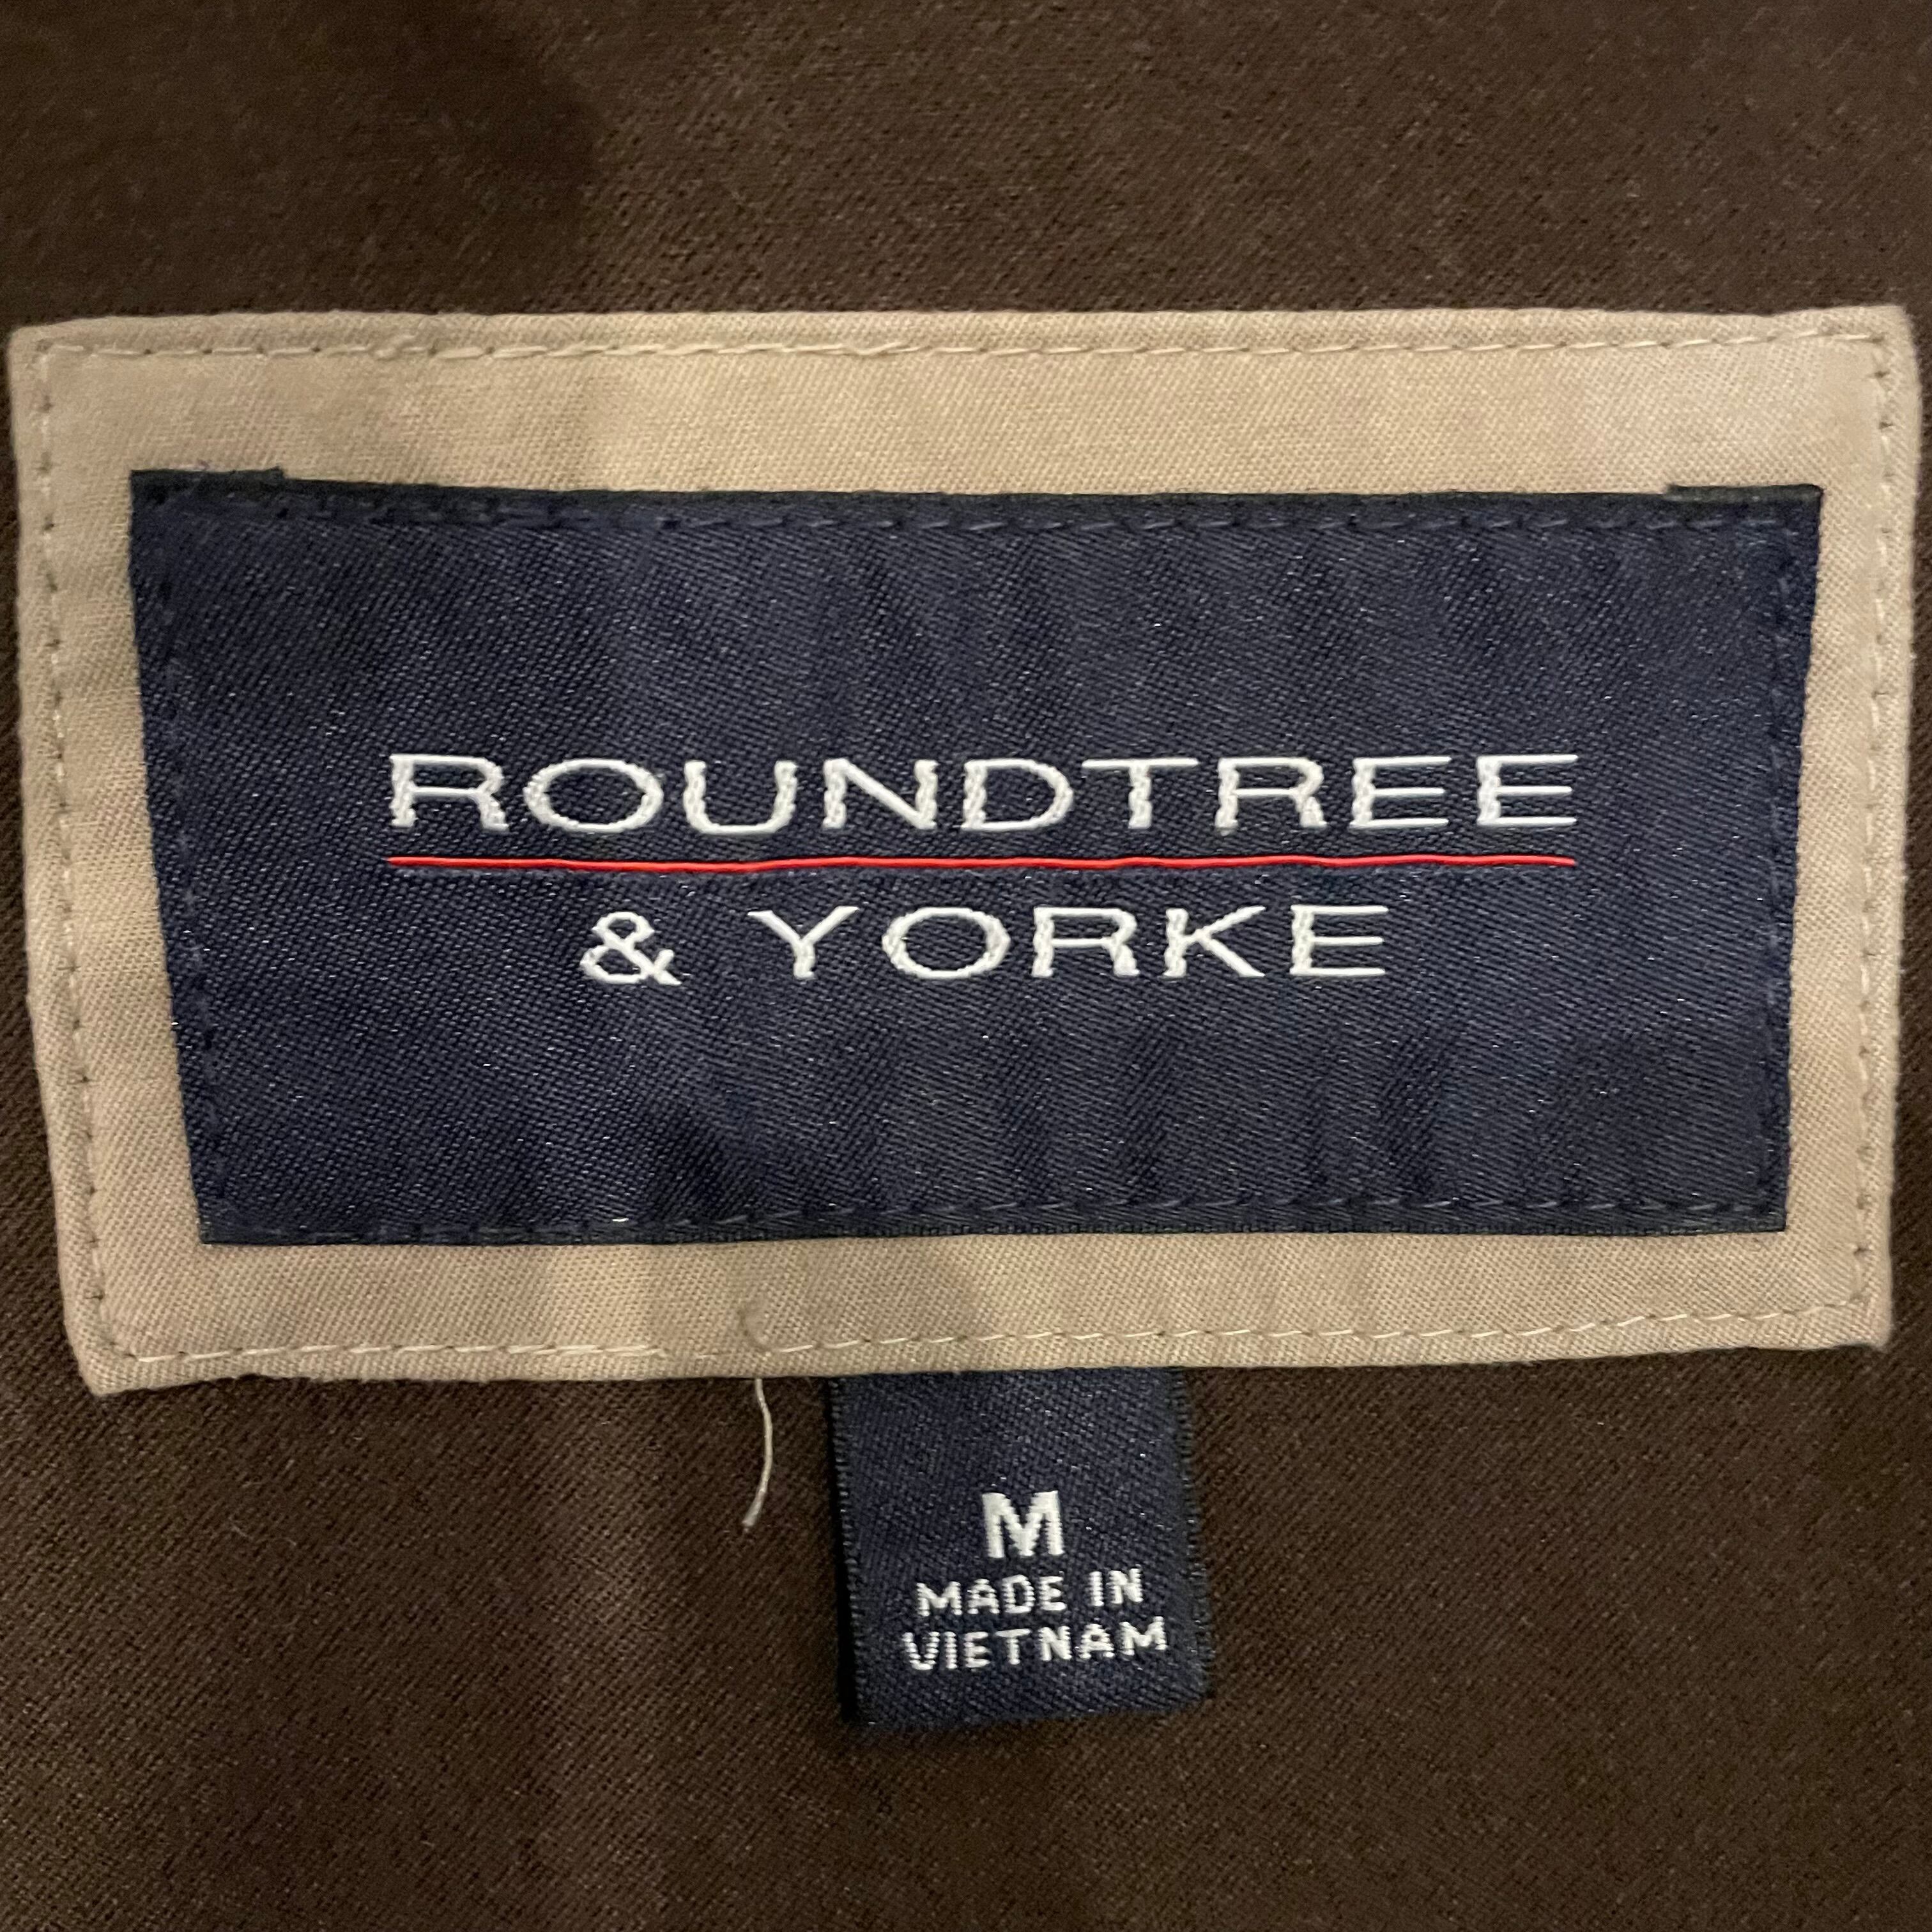 ROUNDTREE
& YORKE
M
MADE IN
VIETNAM